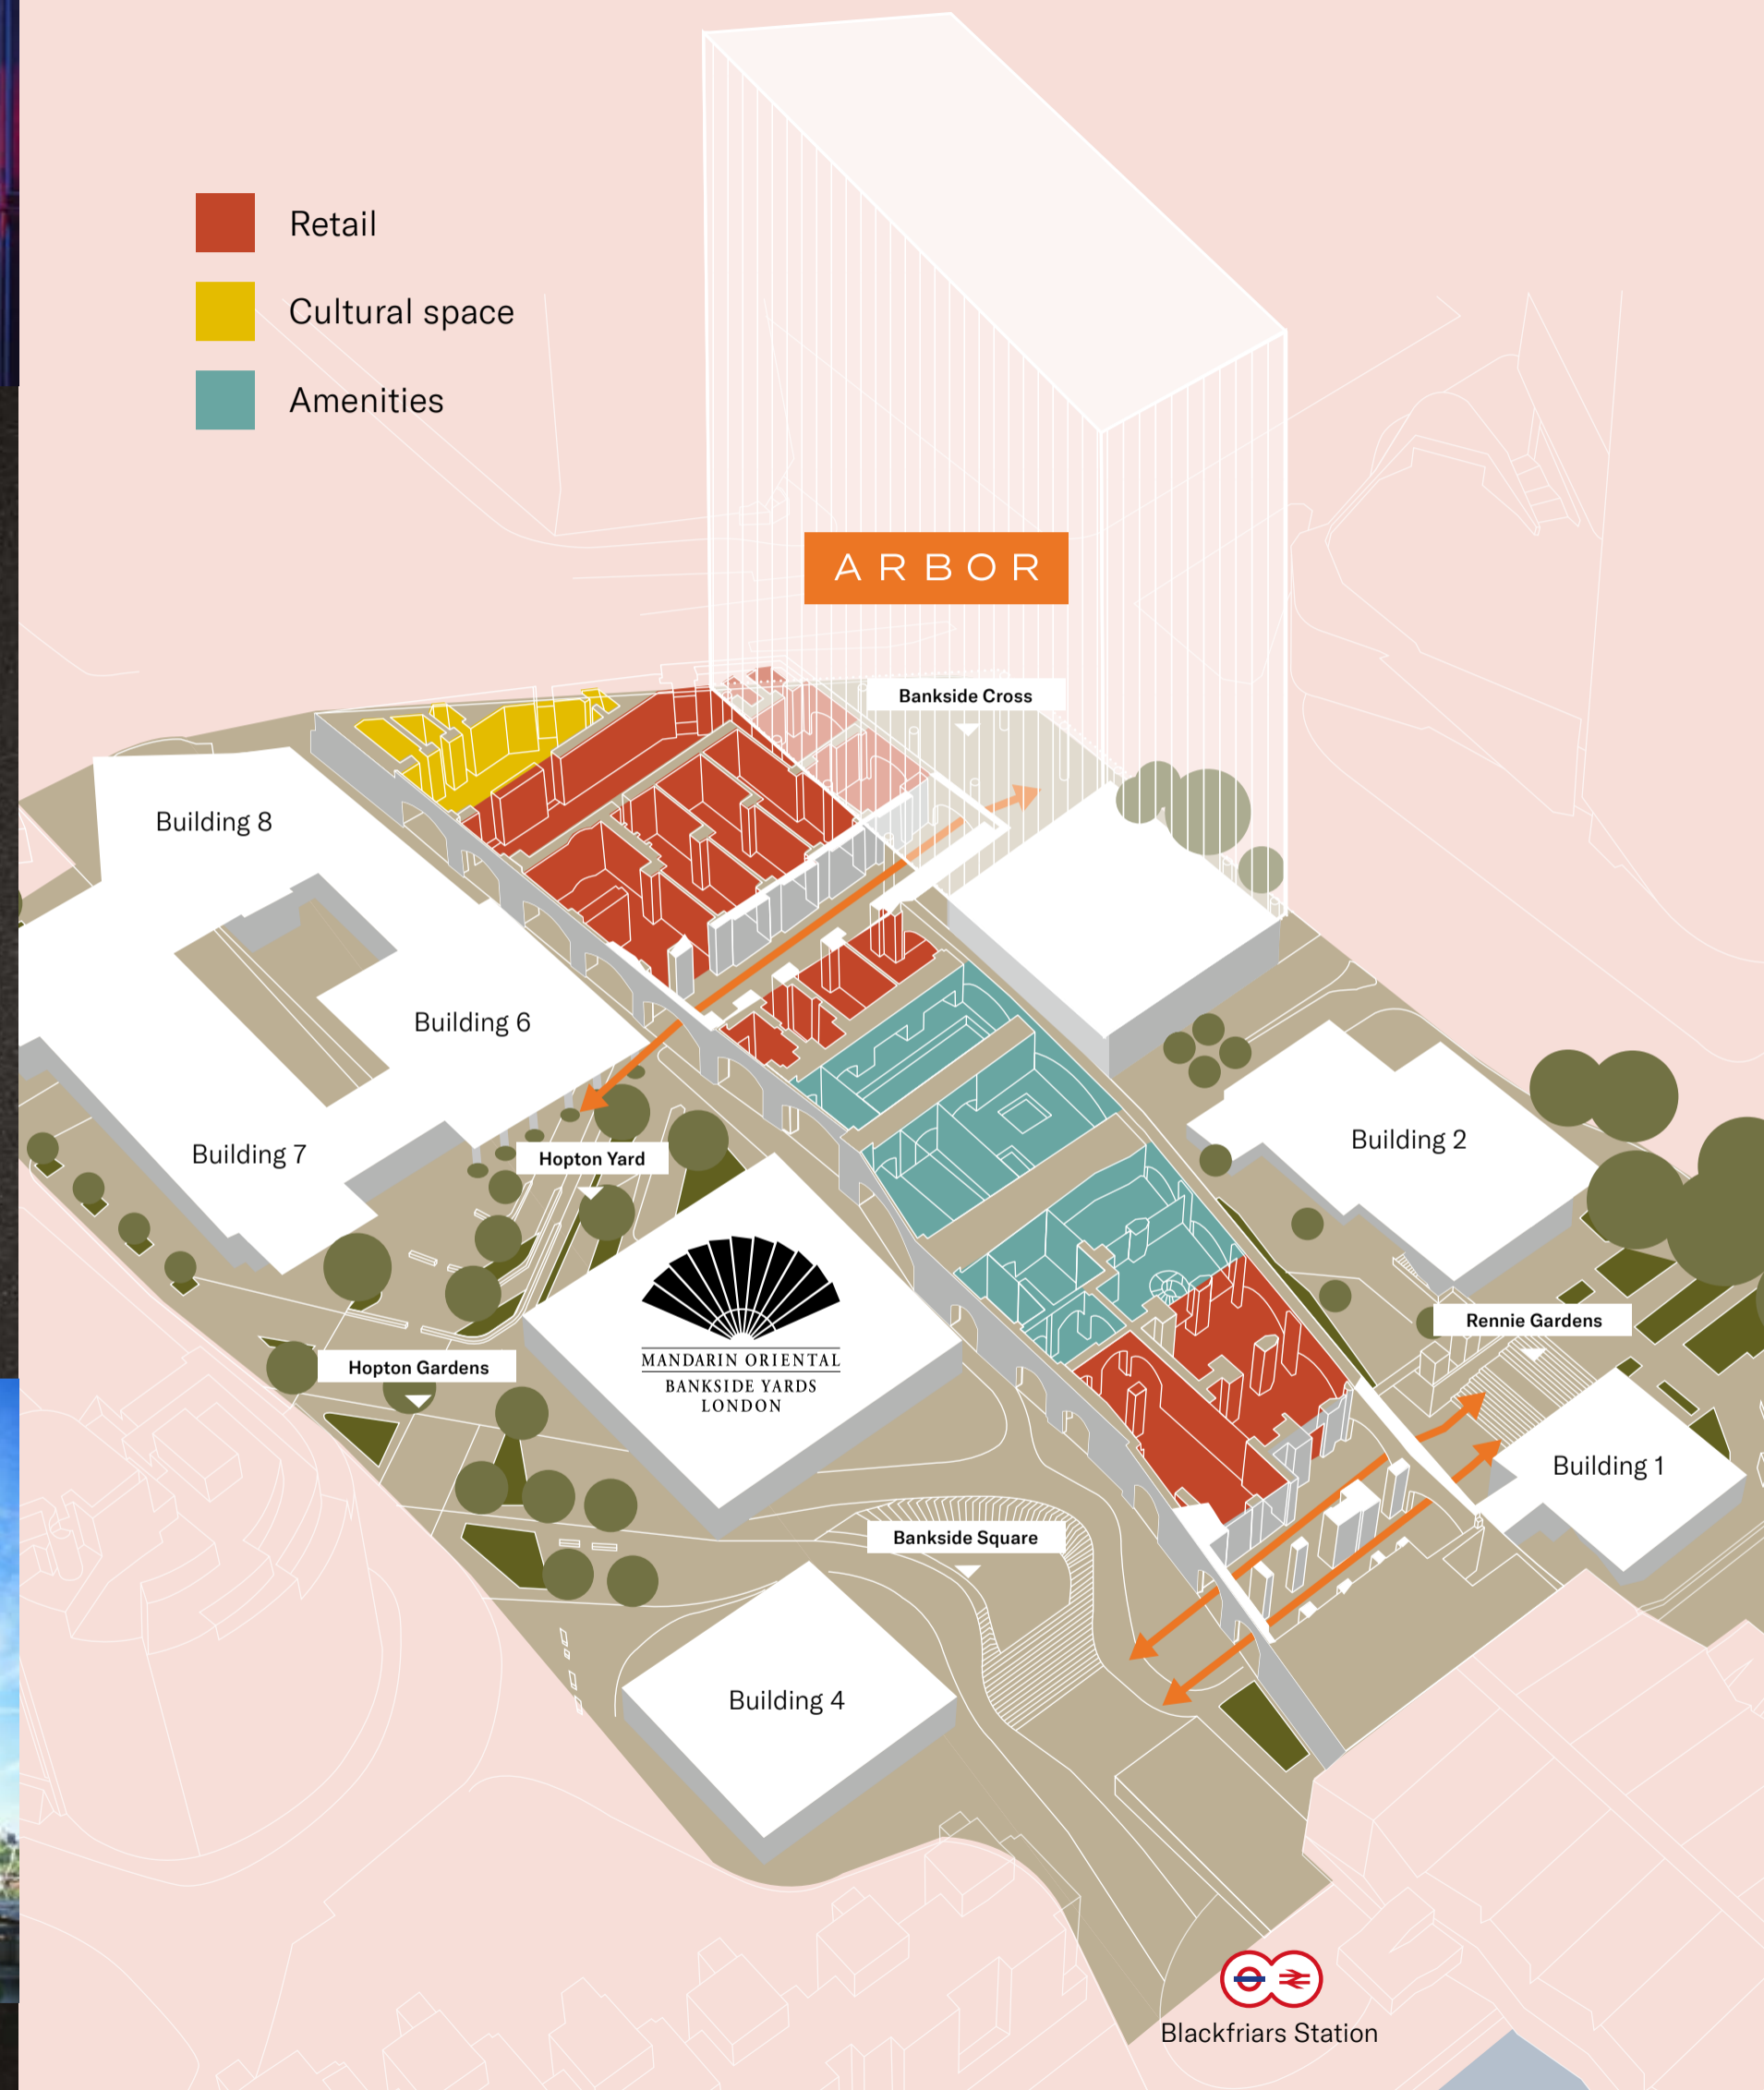 Retail
Cultural space
Amenities
ARBOR
Bankside Cross
Building 8
Building 6
Building 7
Building 2
Hopton Yard
Rennie Gardens
Hopton Gardens
MANDARIN ORIENTAL
BANKSIDE YARDS
LONDON
Building 1
Bankside Square
Building 4
Blackfriars Station